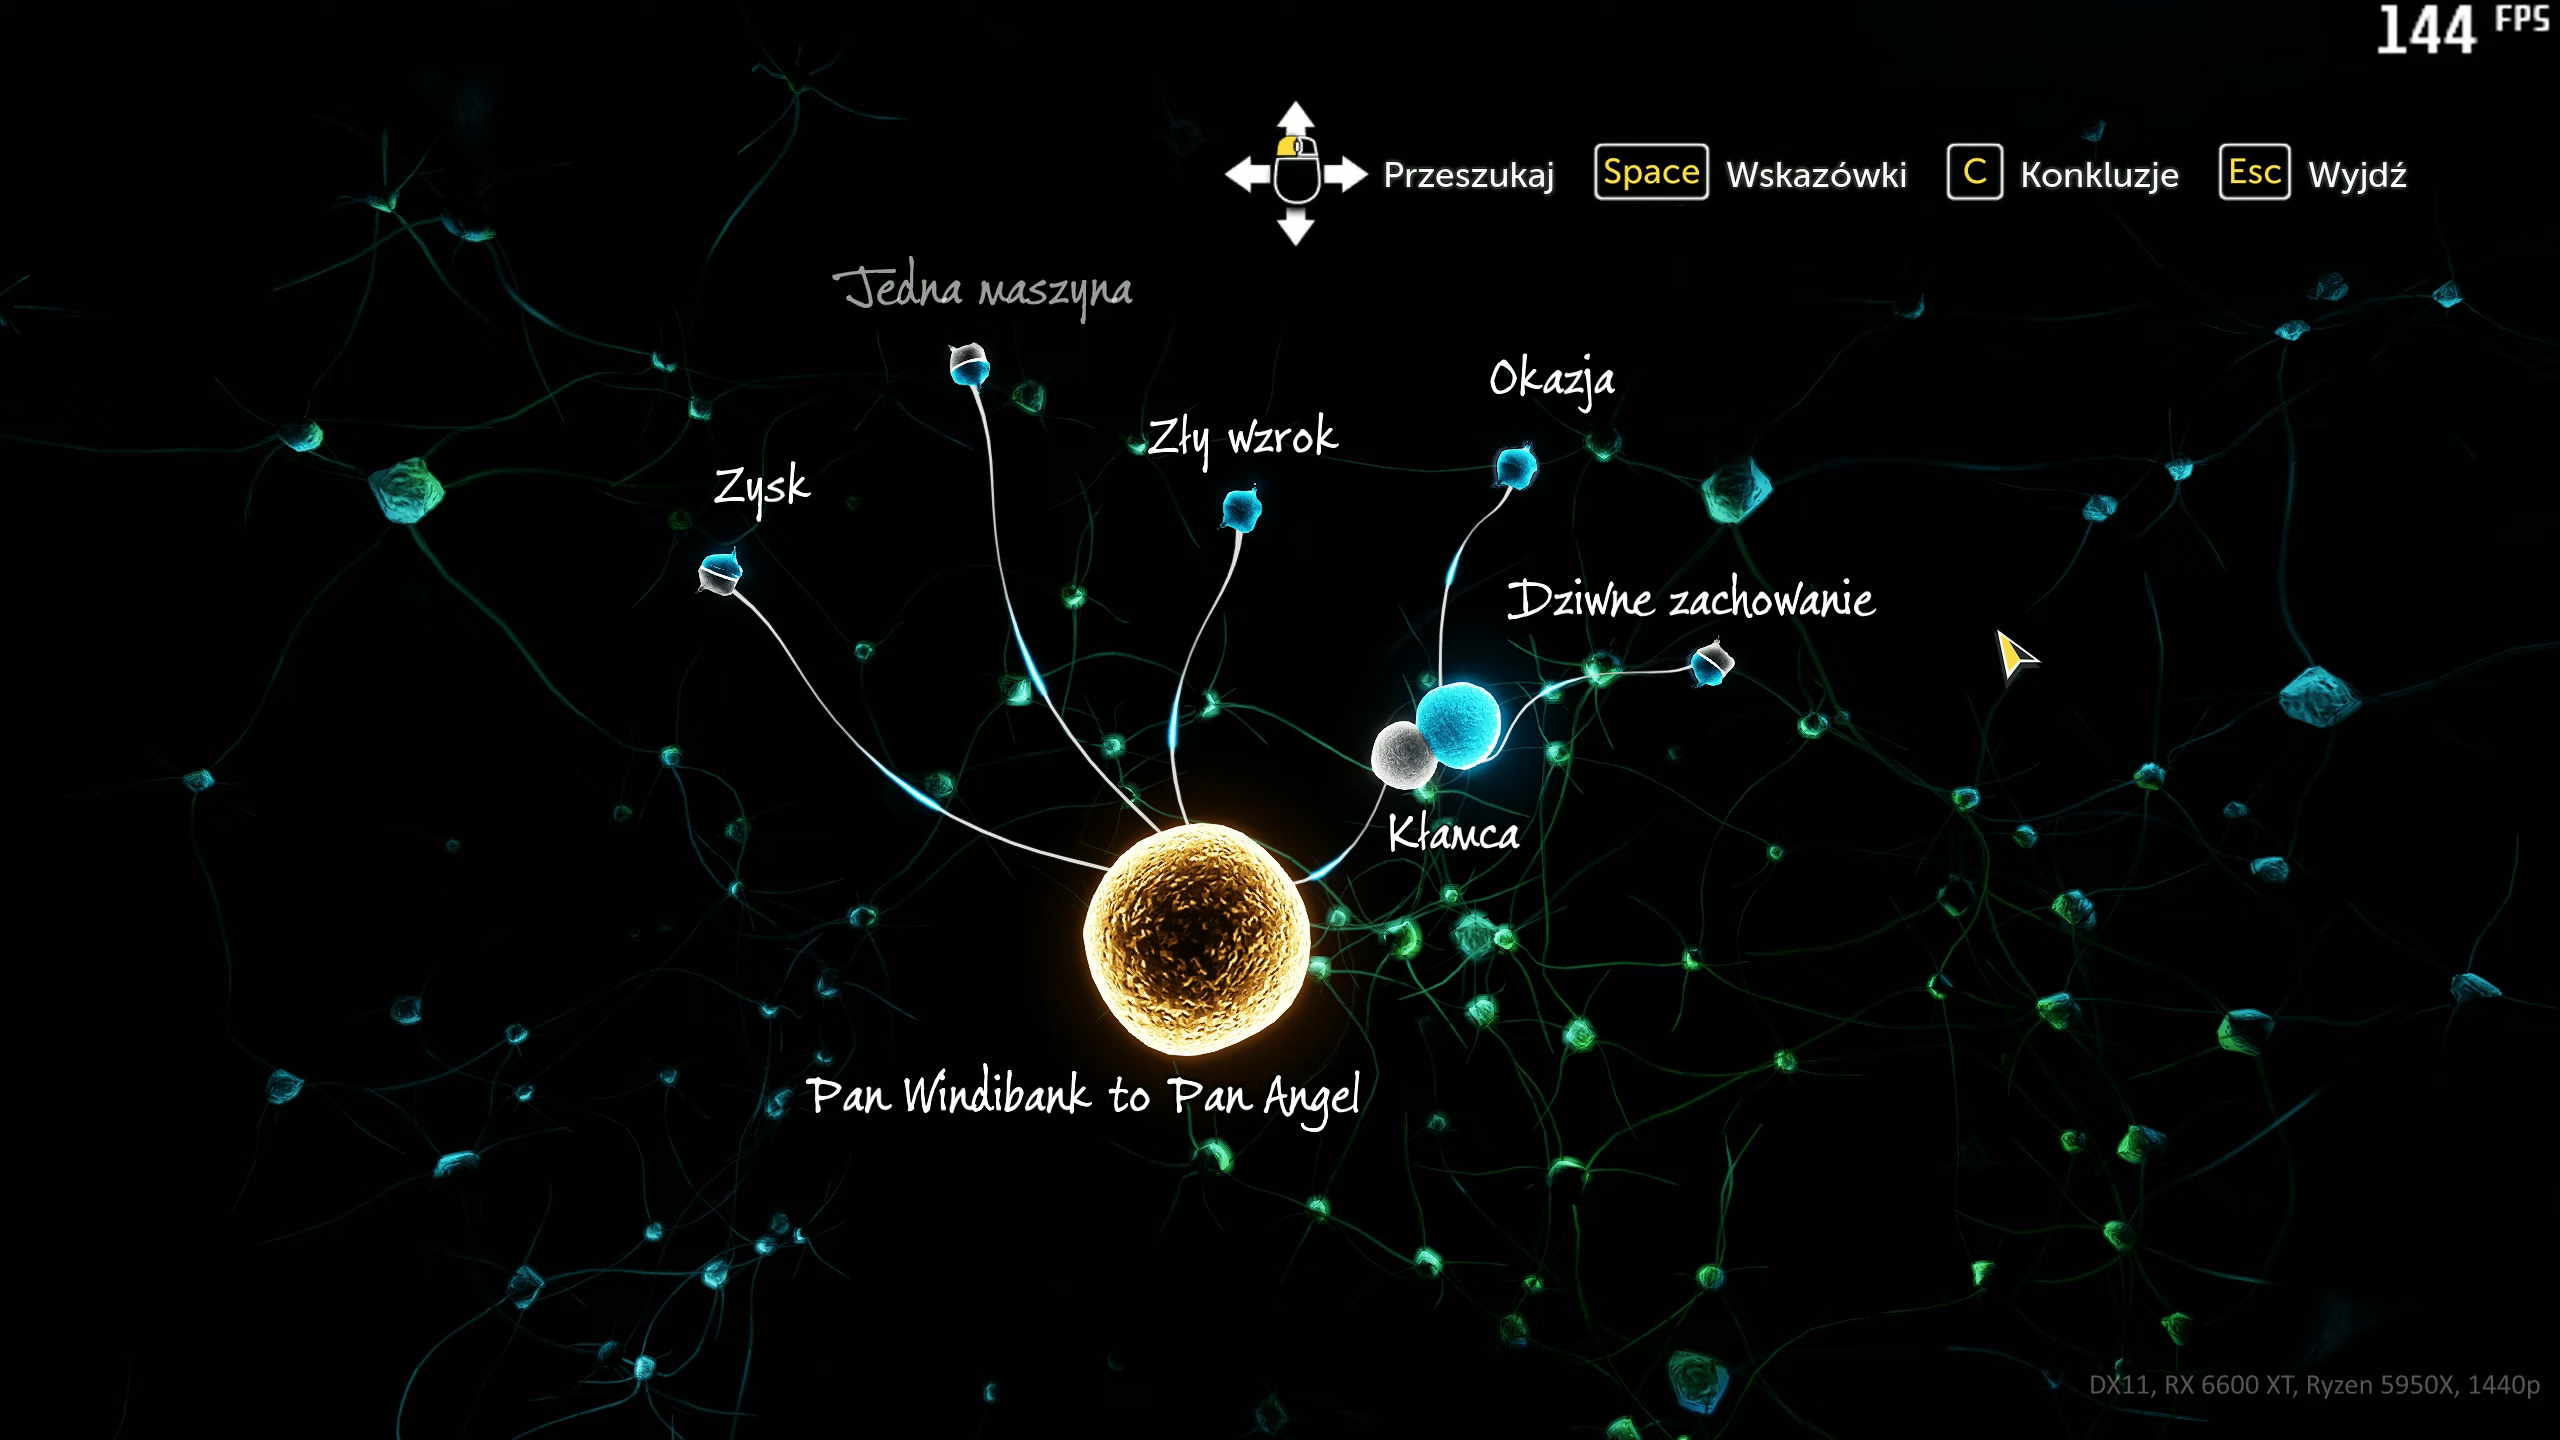 144 FPS
Przeszukaj Space Wskazówki C Konkluzje Esc Wyjdź
Jedna maszyna
Okazja
Zły wzrok
Zysk
Dziwne zachowanie
Kłamca
Pan Windibank to Pan Angel
DX11, RX 6600 XT, Ryzen 5950X, 1440p